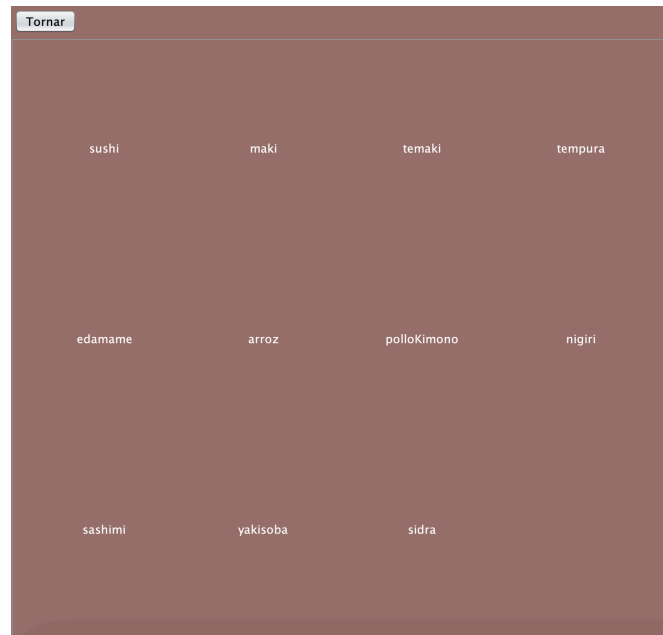 Tornar
sushi maki temaki tempura
edamame arroz polloKimono nigiri
sashimi yakisoba sidra